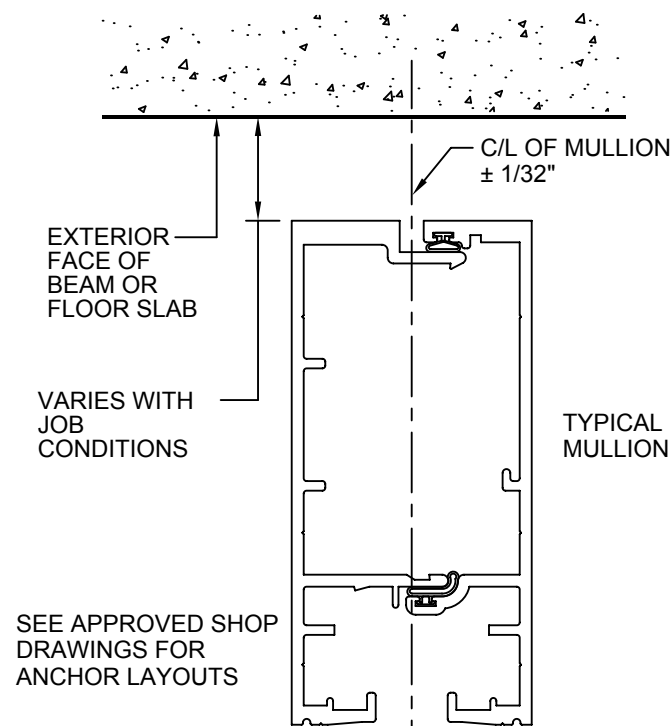 C/L OF MULLION
± 1/32"
EXTERIOR
FACE OF
BEAM OR
FLOOR SLAB
VARIES WITH
JOB
CONDITIONS
TYPICAL
MULLION
SEE APPROVED SHOP
DRAWINGS FOR
ANCHOR LAYOUTS